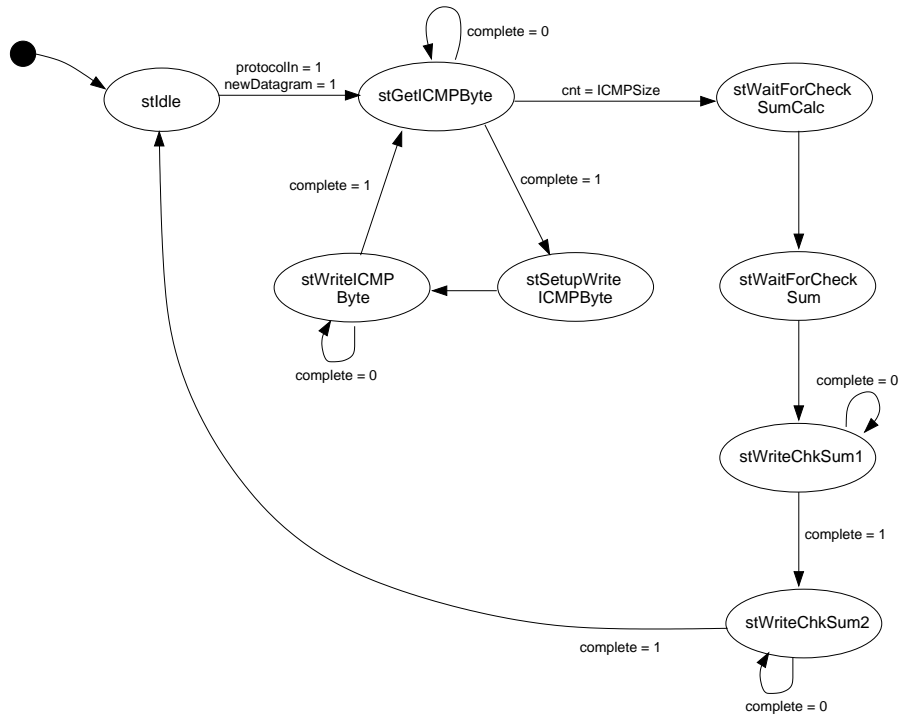 complete = 0
protocolIn = 1
newDatagram = 1
stIdle
stGetICMPByte
cnt = ICMPSize
stWaitForCheck
SumCalc
complete = 1
complete = 1
stWriteICMP
Byte
stSetupWrite
ICMPByte
stWaitForCheck
Sum
complete = 0
complete = 0
stWriteChkSum1
complete = 1
stWriteChkSum2
complete = 1
complete = 0